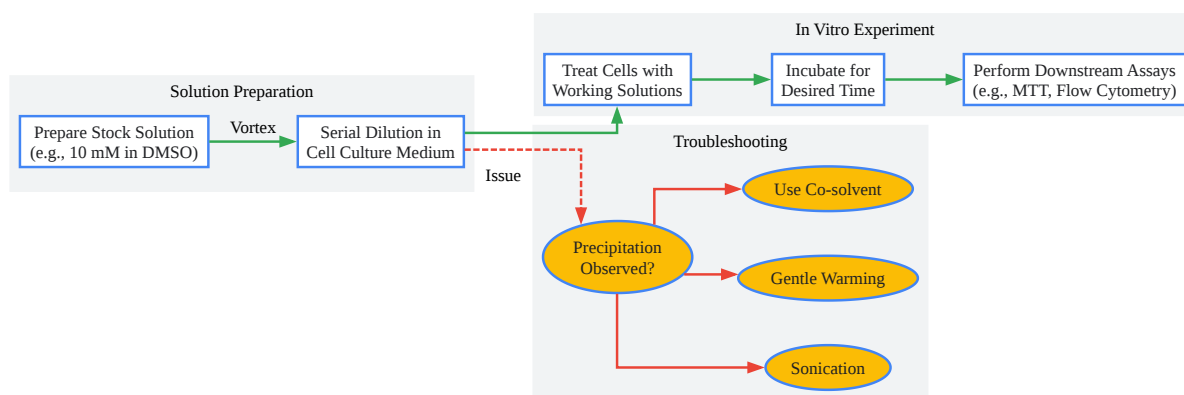 Solution Preparation
Prepare Stock Solution
(e.g., 10 mM in DMSO)
Vortex
Serial Dilution in
Cell Culture Medium
Issue
In Vitro Experiment
Treat Cells with
Working Solutions
Incubate for
Desired Time
Perform Downstream Assays
(e.g., MTT, Flow Cytometry)
Troubleshooting
Precipitation
Observed?
Use Co-solvent
Gentle Warming
Sonication